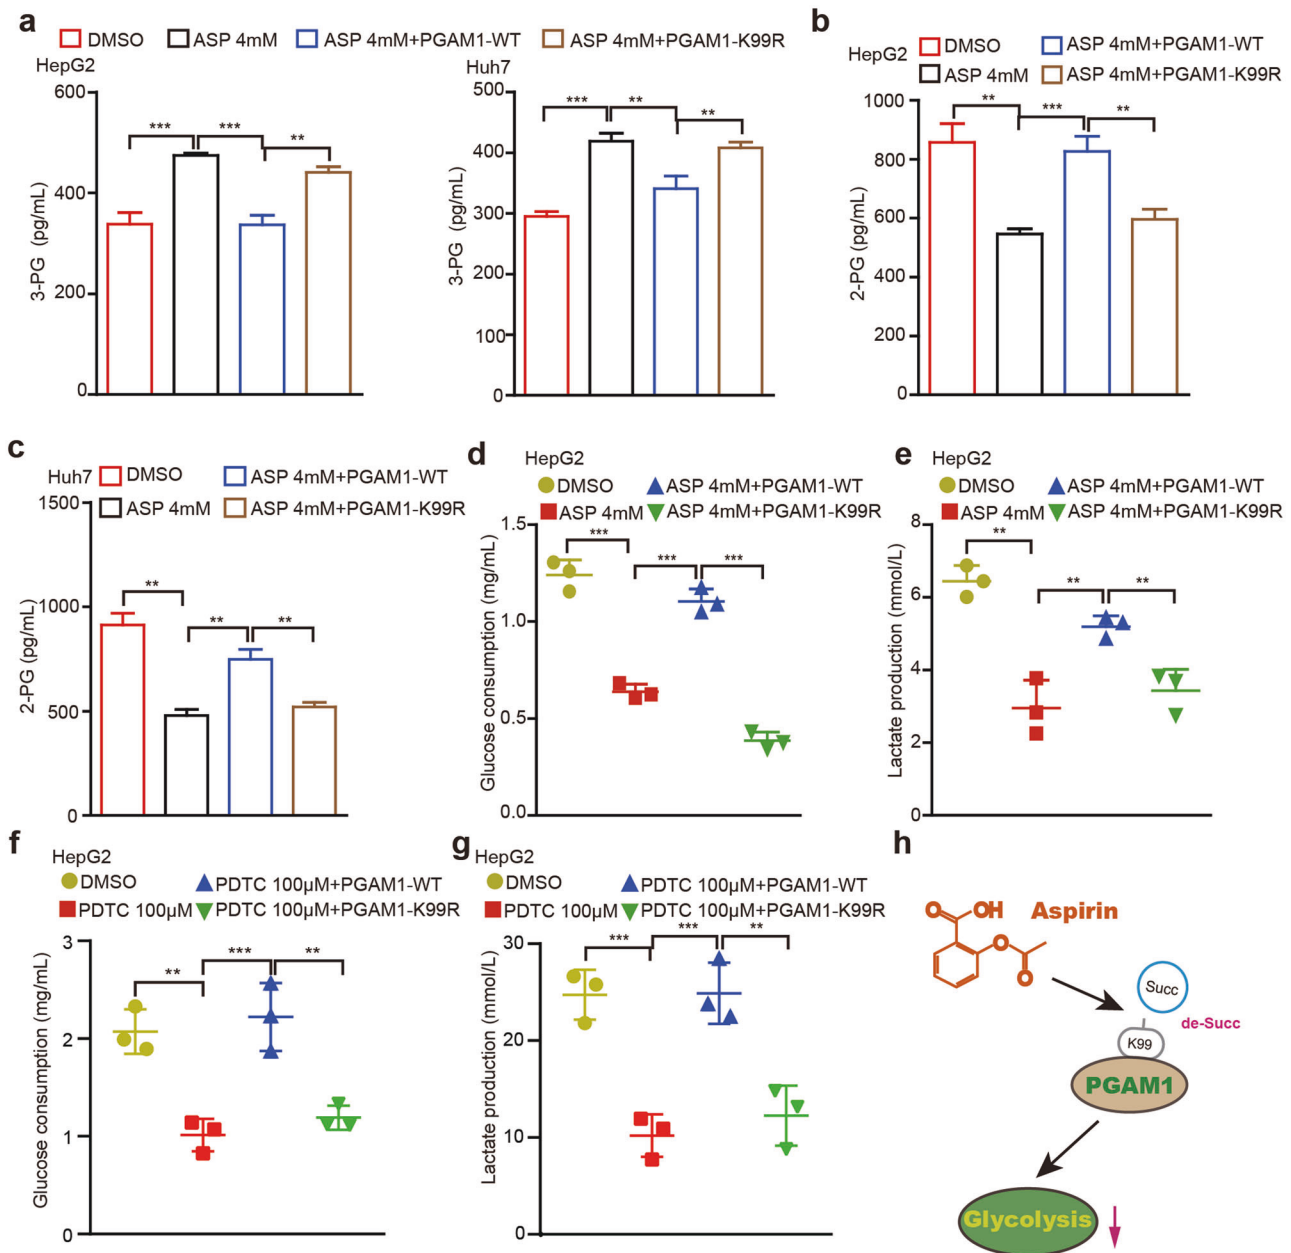 a
DMSO ASP 4mM ASP 4mM+PGAM1-WT ASP 4mM+PGAM1-K99R
HepG2
3-PG (pg/mL)
600
400
200
0
*** *** **
Huh7
3-PG (pg/mL)
500
400
300
200
100
0
*** ** **
b
HepG2
DMSO ASP 4mM+PGAM1-WT
ASP 4mM ASP 4mM+PGAM1-K99R
2-PG (pg/mL)
1000
800
600
400
200
0
** *** **
c
Huh7
DMSO ASP 4mM+PGAM1-WT
ASP 4mM ASP 4mM+PGAM1-K99R
2-PG (pg/mL)
1500
1000
500
0
** ** **
d
HepG2
DMSO ASP 4mM+PGAM1-WT
ASP 4mM ASP 4mM+PGAM1-K99R
Glucose consumption (mg/mL)
1.5
1.0
0.5
0.0
*** *** ***
e
HepG2
DMSO ASP 4mM+PGAM1-WT
ASP 4mM ASP 4mM+PGAM1-K99R
Lactate production (mmol/L)
8
6
4
2
0
** ** **
f
HepG2
DMSO PDTC 100μM+PGAM1-WT
PDTC 100μM PDTC 100μM+PGAM1-K99R
Glucose consumption (mg/mL)
3
2
1
0
** *** **
g
HepG2
DMSO PDTC 100μM+PGAM1-WT
PDTC 100μM PDTC 100μM+PGAM1-K99R
Lactate production (mmol/L)
30
20
10
0
*** *** **
h
O OH Aspirin
O
O
Succ
de-Succ
K99
PGAM1
Glycolysis